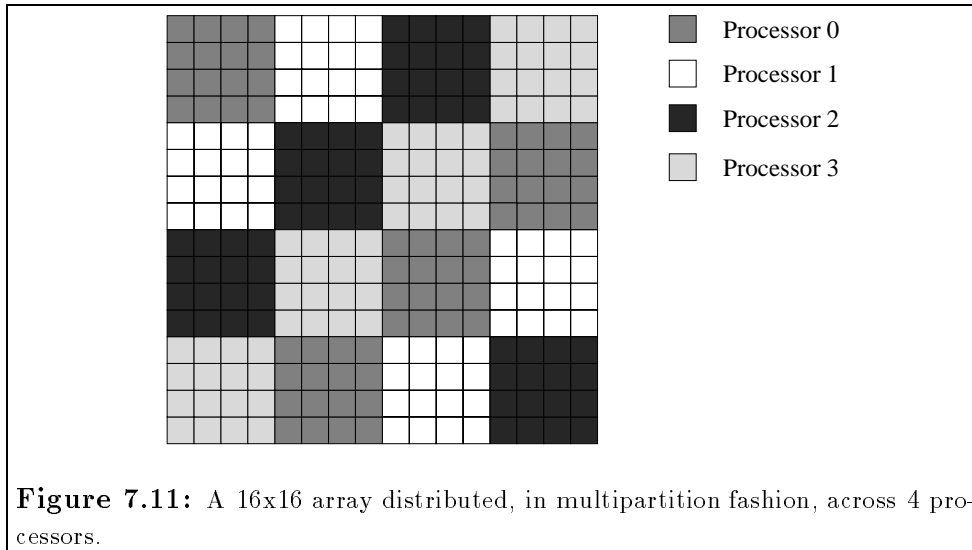 Processor 0
Processor 1
Processor 2
Processor 3
Figure 7.11: A 16x16 array distributed, in multipartition fashion, across 4 pro-
cessors.